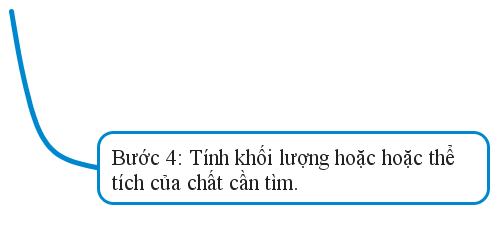 Bước 4: Tính khối lượng hoặc hoặc thể
tích của chất cần tìm.